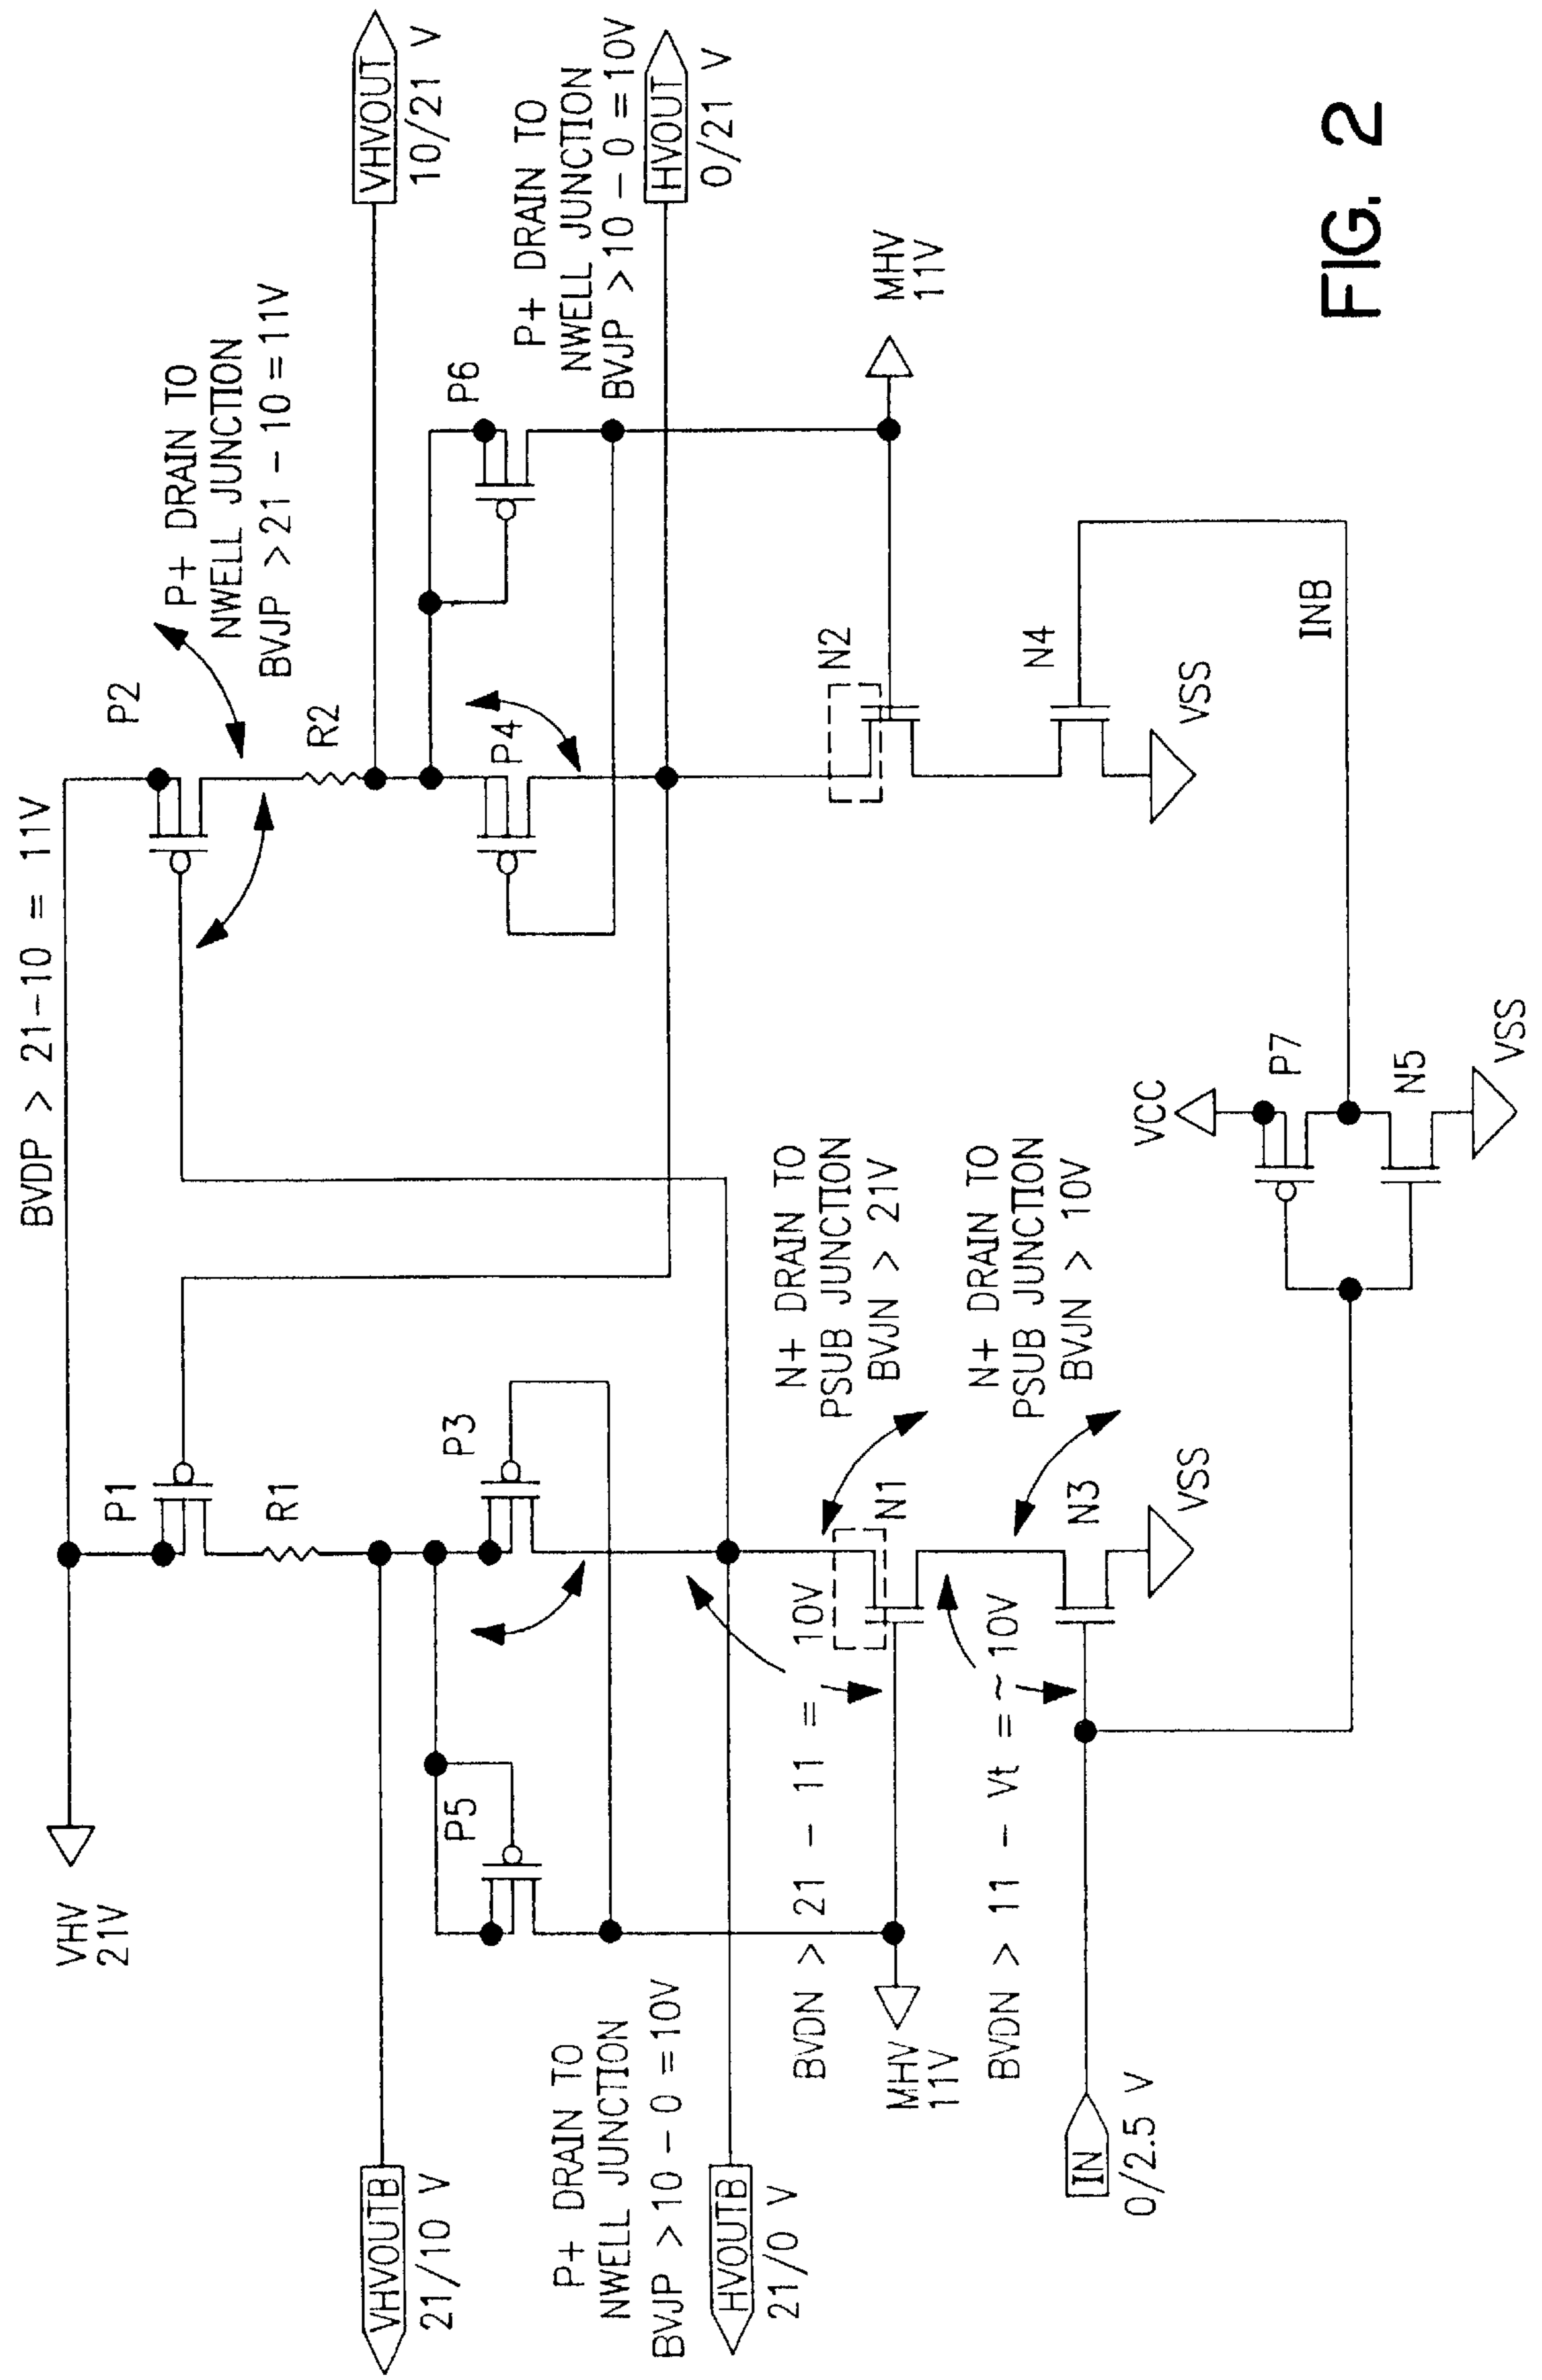 BVDP > 21-10 = 11V
VHV
21V
P1
P2
P+ DRAIN TO
NWELL JUNCTION
BVJP > 21 - 10 = 11V
R1
R2
VHVOUTB
21/10 V
VHVOUT
10/21 V
P5
P3
P4
P6
P+ DRAIN TO
NWELL JUNCTION
BVJP > 10 - 0 = 10V
P+ DRAIN TO
NWELL JUNCTION
BVJP > 10 - 0 = 10V
HVOUTB
21/0 V
HVOUT
0/21 V
BVDN > 21 - 11 = 10V
N+ DRAIN TO
PSUB JUNCTION
BVJN > 21V
N1
N2
MHV
11V
MHV
11V
BVDN > 11 - Vt = ~ 10V
N+ DRAIN TO
PSUB JUNCTION
BVJN > 10V
N3
N4
IN
0/2.5 V
VSS
VSS
VCC
P7
INB
N5
VSS
FIG. 2